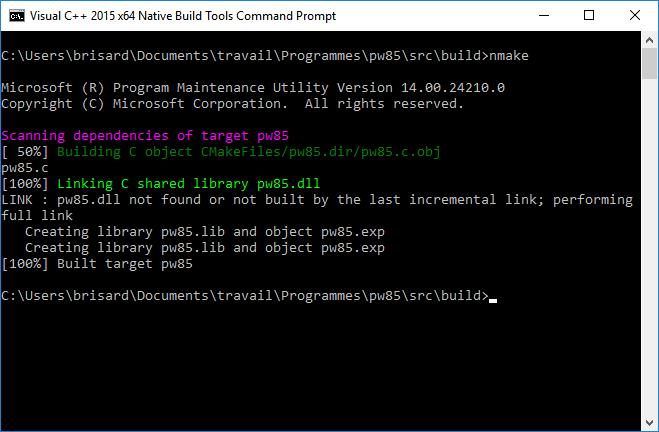 Visual C++ 2015 x64 Native Build Tools Command Prompt
C:\Users\brisard\Documents\travail\Programmes\pw85\src\build>nmake
Microsoft (R) Program Maintenance Utility Version 14.00.24210.0
Copyright (C) Microsoft Corporation.  All rights reserved.
Scanning dependencies of target pw85
[ 50%] Building C object CMakeFiles/pw85.dir/pw85.c.obj
pw85.c
[100%] Linking C shared library pw85.dll
LINK : pw85.dll not found or not built by the last incremental link; performing
full link
   Creating library pw85.lib and object pw85.exp
   Creating library pw85.lib and object pw85.exp
[100%] Built target pw85
C:\Users\brisard\Documents\travail\Programmes\pw85\src\build>